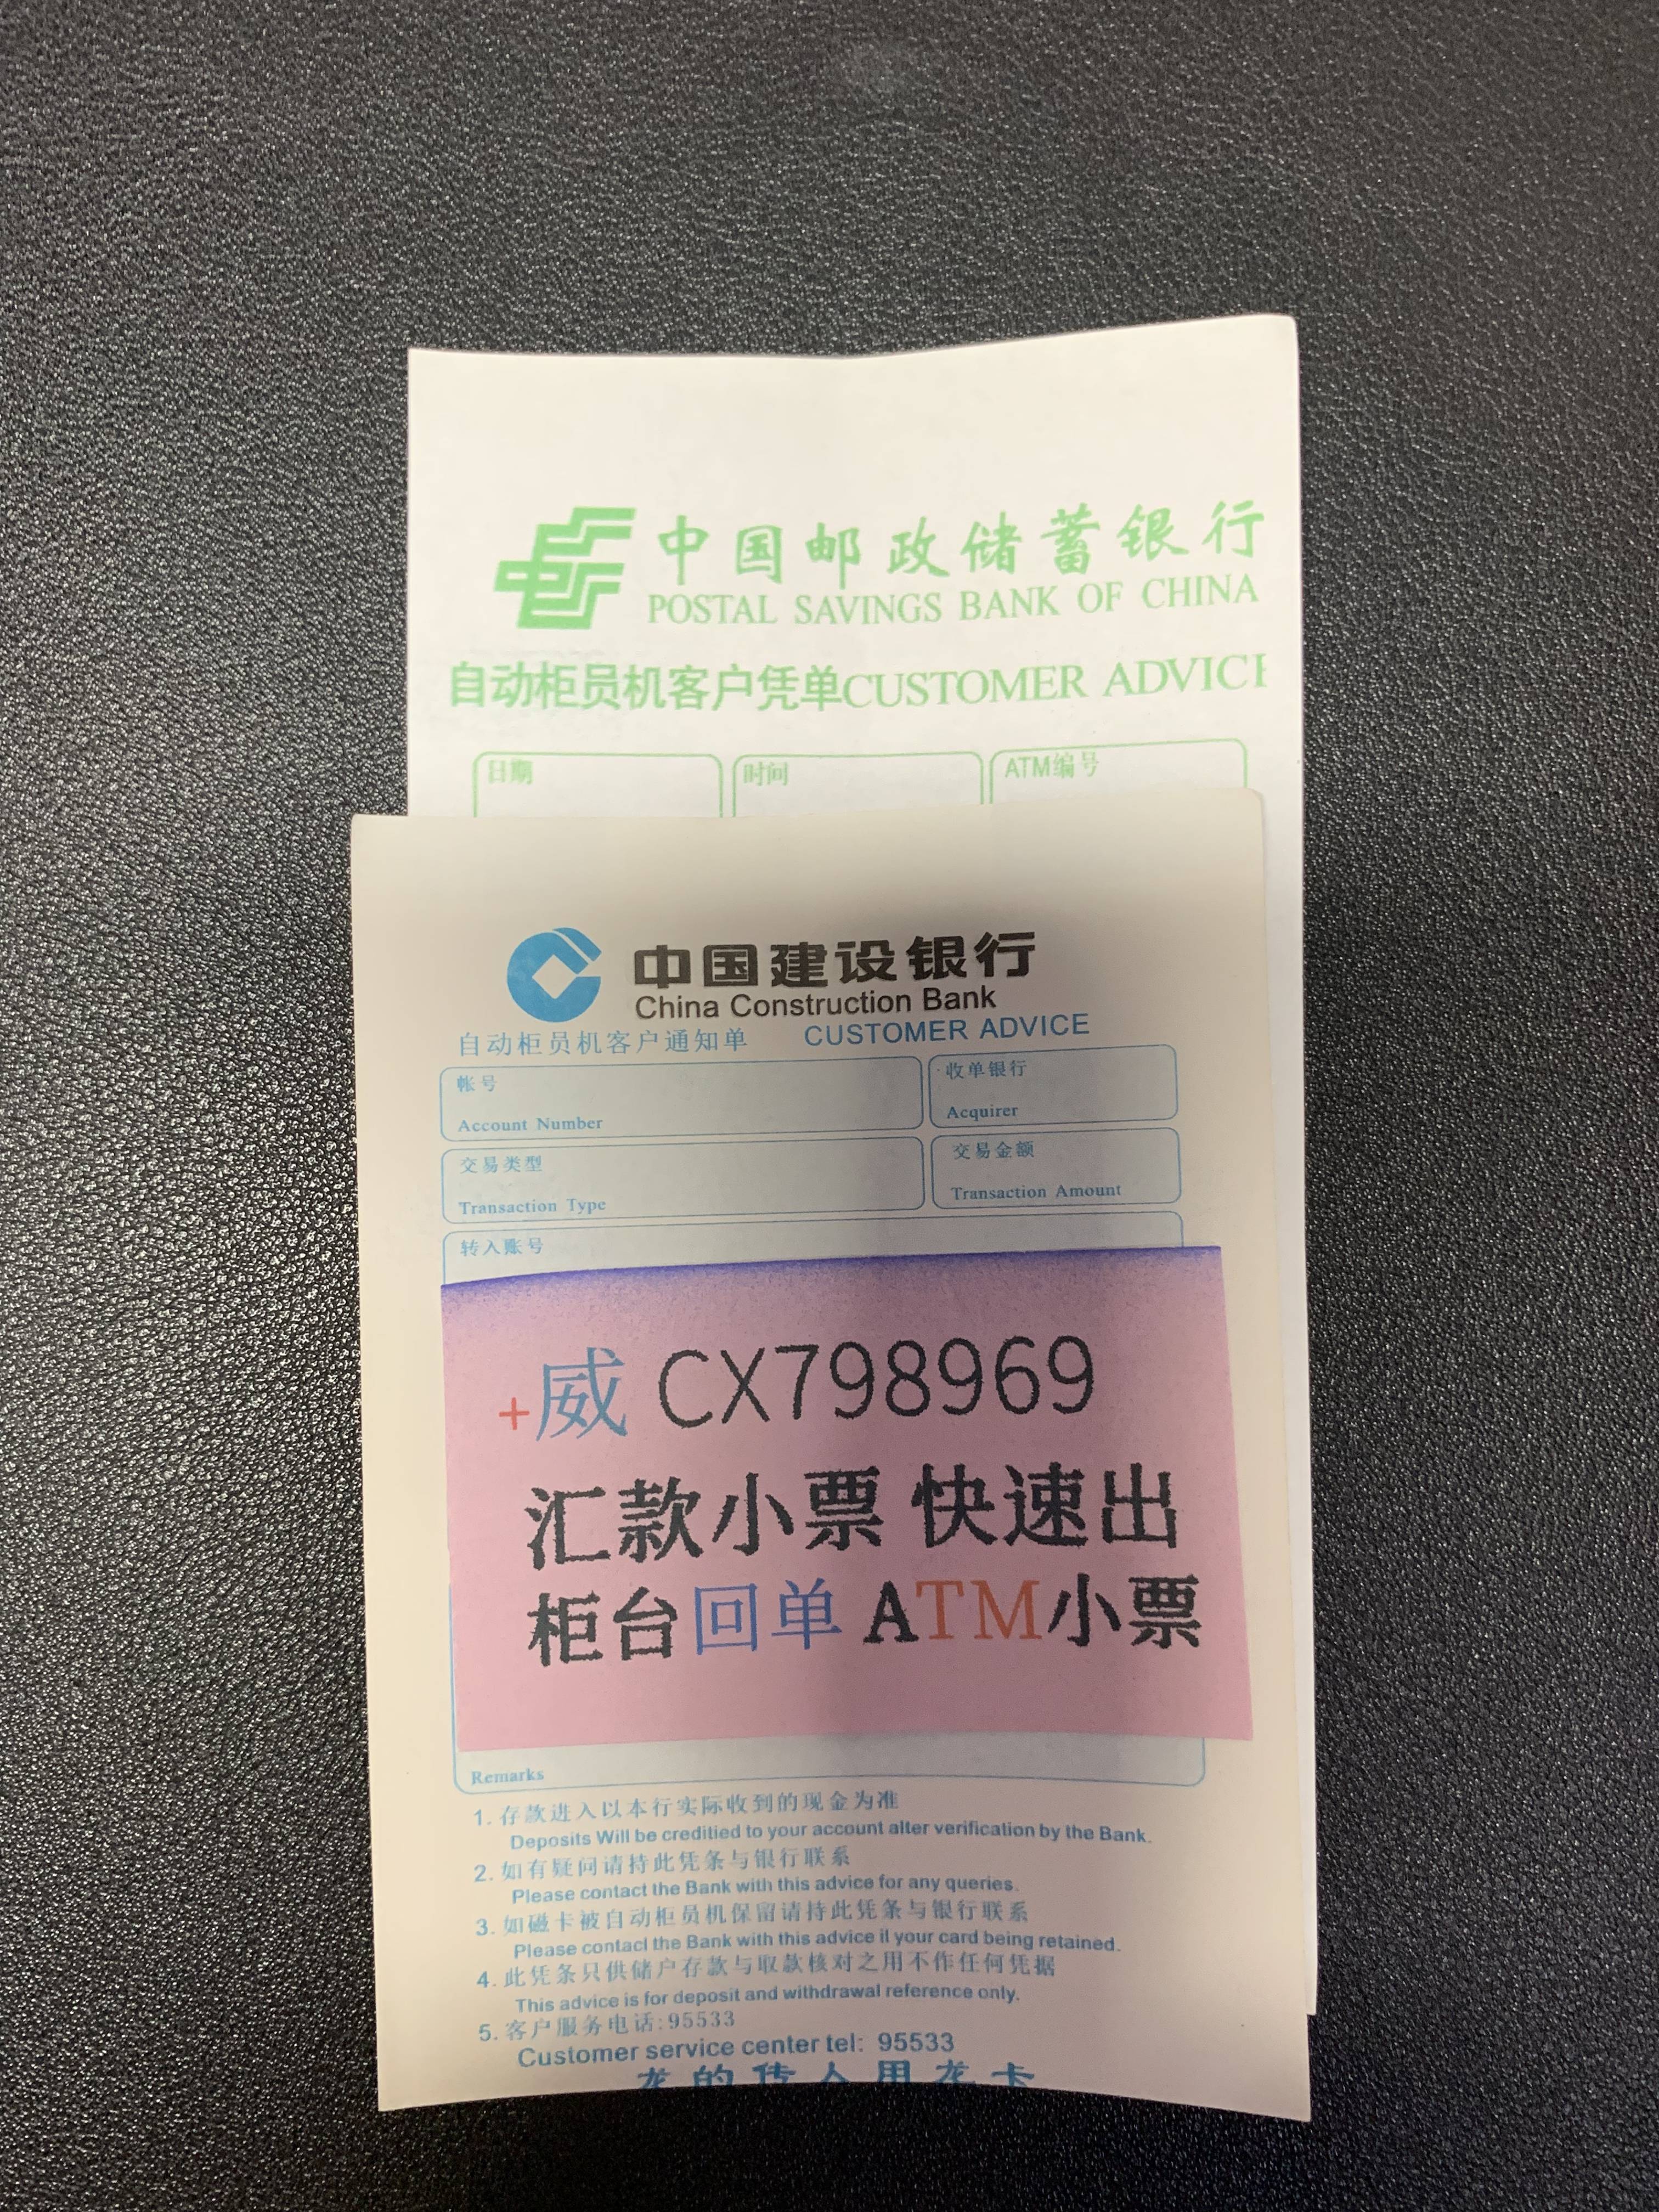 中国邮政储蓄银行
POSTAL SAVINGS BANK OF CHINA
自动柜员机客户凭单CUSTOMER ADVICE
日期 时间 ATM编号
中国建设银行
China Construction Bank
自动柜员机客户通知单 CUSTOMER ADVICE
帐号 收单银行
Account Number Acquirer
交易类型 交易金额
Transaction Type Transaction Amount
转入账号
+威 CX798969
汇款小票 快速出
柜台回单 ATM小票
Remarks
1. 存款进入以本行实际收到的现金为准
Deposits Will be creditied to your account alter verification by the Bank.
2. 如有疑问请持此凭条与银行联系
Please contact the Bank with this advice for any queries.
3. 如磁卡被自动柜员机保留请持此凭条与银行联系
Please contacl the Bank with this advice il your card being retained.
4. 此凭条只供储户存款与取款核对之用不作任何凭据
This advice is for deposit and withdrawal reference only.
5. 客户服务电话:95533
Customer service center tel: 95533
龙的传人用龙卡